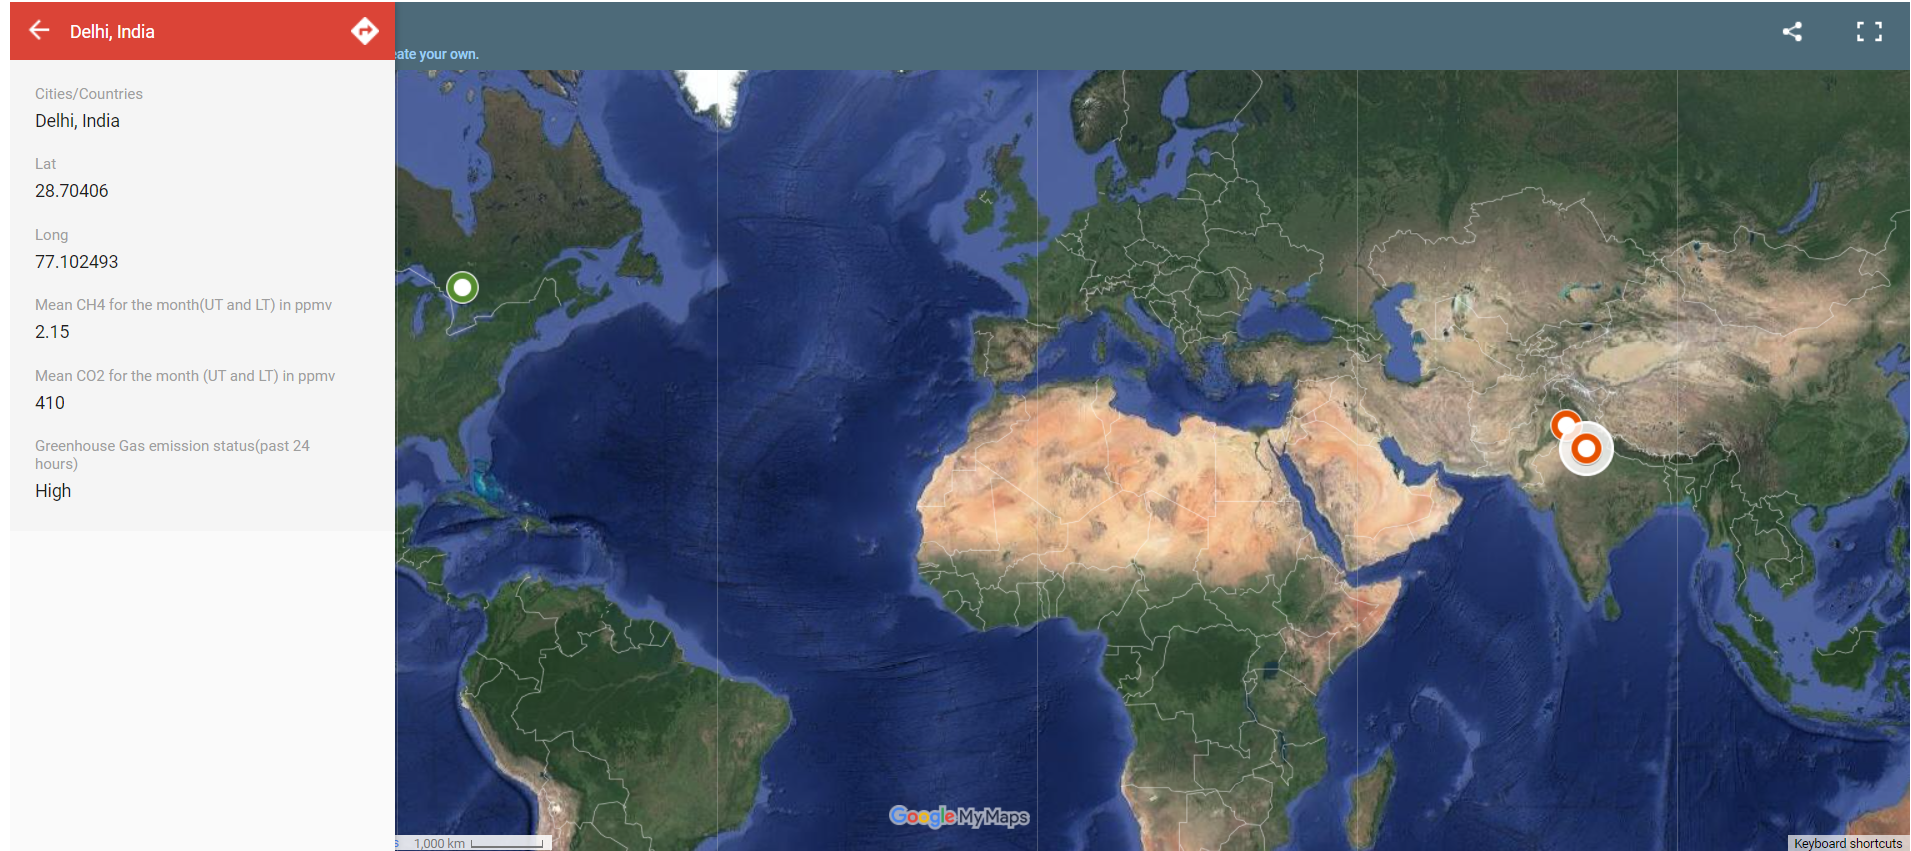 Delhi, India
eate your own.
Cities/Countries
Delhi, India
Lat
28.70406
Long
77.102493
Mean CH4 for the month(UT and LT) in ppmv
2.15
Mean CO2 for the month (UT and LT) in ppmv
410
Greenhouse Gas emission status(past 24
hours)
High
Google My Maps
s 1,000 km
Keyboard shortcuts